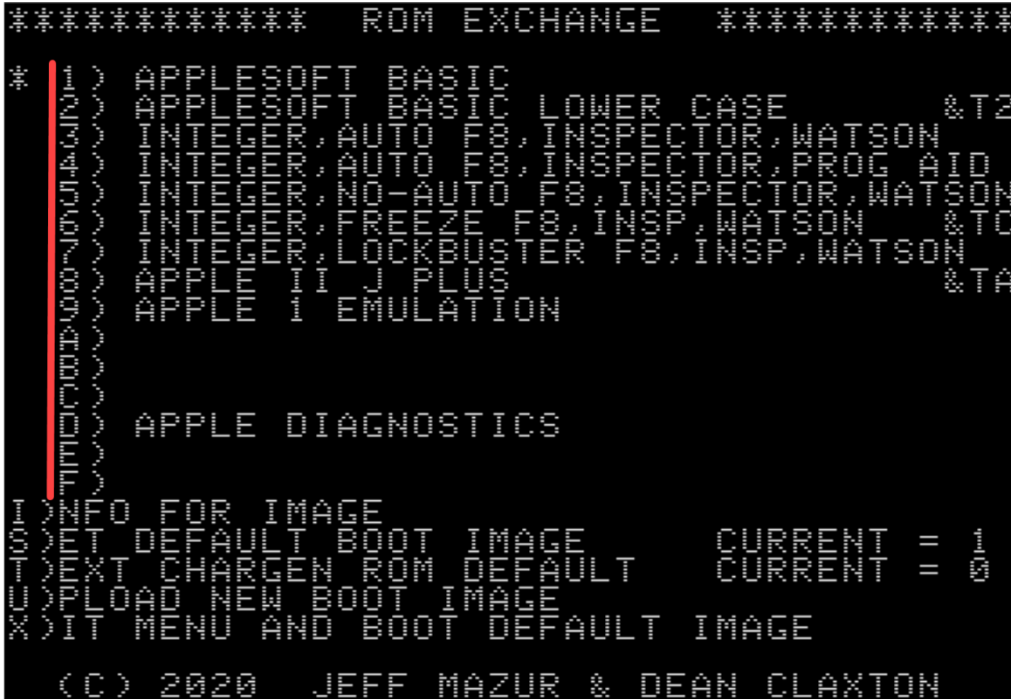 ************ ROM EXCHANGE ************
* 1) APPLESOFT BASIC
2) APPLESOFT BASIC LOWER CASE &TZ
3) INTEGER,AUTO F8,INSPECTOR,WATSON
4) INTEGER,AUTO F8,INSPECTOR,PROG AID
5) INTEGER,NO-AUTO F8,INSPECTOR,WATSON
6) INTEGER,FREEZE F8,INSP,WATSON &TC
7) INTEGER,LOCKBUSTER F8,INSP,WATSON
8) APPLE II J PLUS &TA
9) APPLE 1 EMULATION
A)
B)
C)
D) APPLE DIAGNOSTICS
E)
F)
I)NFO FOR IMAGE
S)ET DEFAULT BOOT IMAGE CURRENT = 1
T)EXT CHARGEN ROM DEFAULT CURRENT = 0
U)PLOAD NEW BOOT IMAGE
X)IT MENU AND BOOT DEFAULT IMAGE
(C) 2020 JEFF MAZUR & DEAN CLAXTON